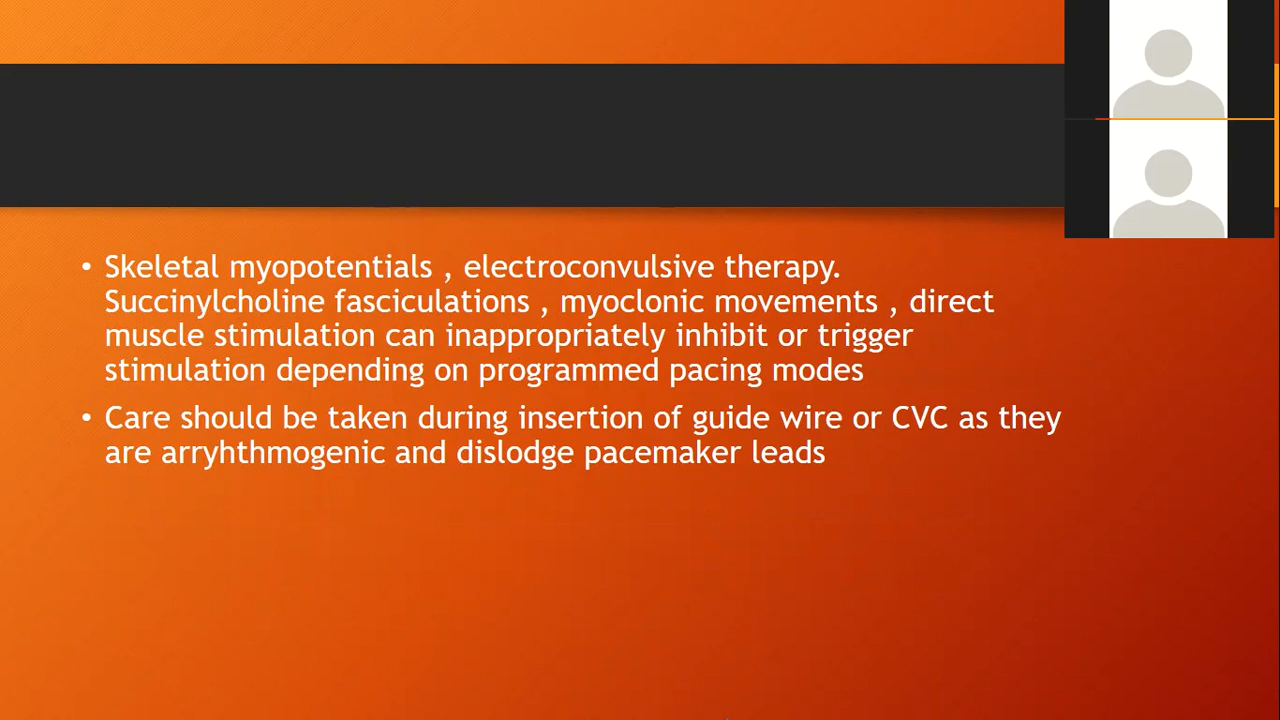 • Skeletal myopotentials , electroconvulsive therapy.
Succinylcholine fasciculations , myoclonic movements , direct
muscle stimulation can inappropriately inhibit or trigger
stimulation depending on programmed pacing modes
• Care should be taken during insertion of guide wire or CVC as they
are arryhthmogenic and dislodge pacemaker leads